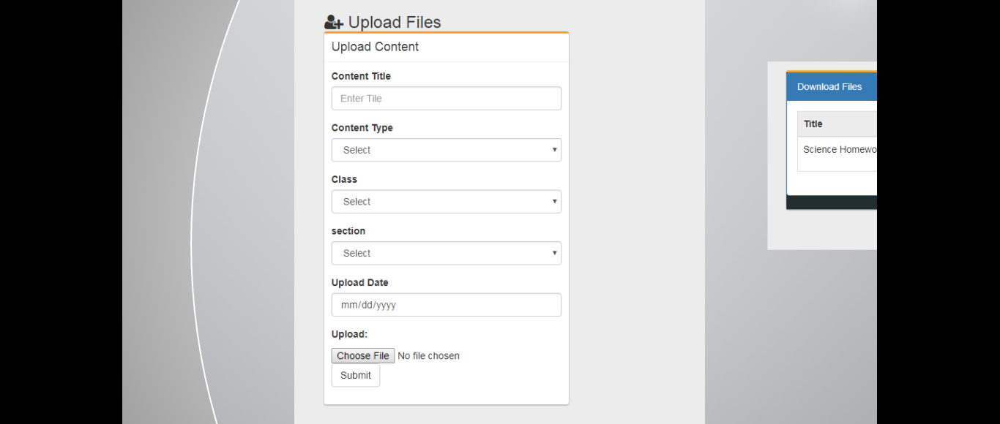 Upload Files
Upload Content
Content Title
Enter Tile
Content Type
Select
Class
Select
section
Select
Upload Date
mm/dd/yyyy
Upload:
Choose File No file chosen
Submit
Download Files
Title
Science Homewo